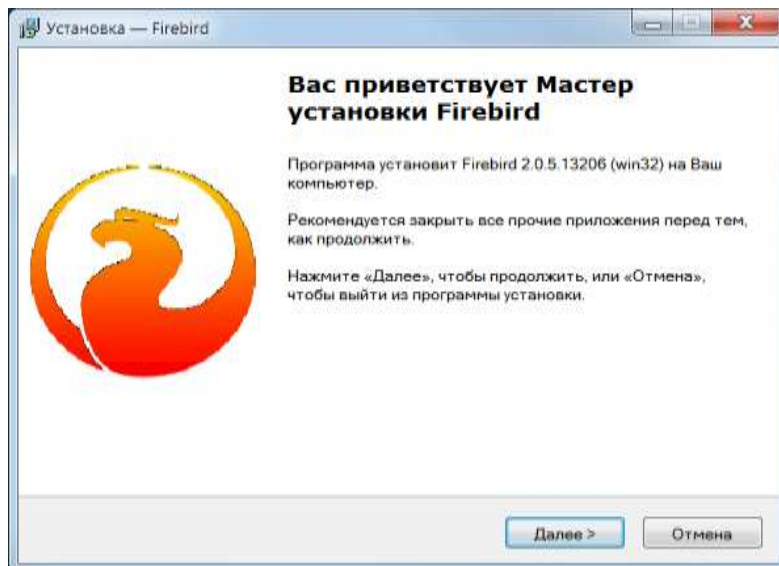 Установка — Firebird
Вас приветствует Мастер
установки Firebird
Программа установит Firebird 2.0.5.13206 (win32) на Ваш
компьютер.
Рекомендуется закрыть все прочие приложения перед тем,
как продолжить.
Нажмите «Далее», чтобы продолжить, или «Отмена»,
чтобы выйти из программы установки.
Далее >
Отмена